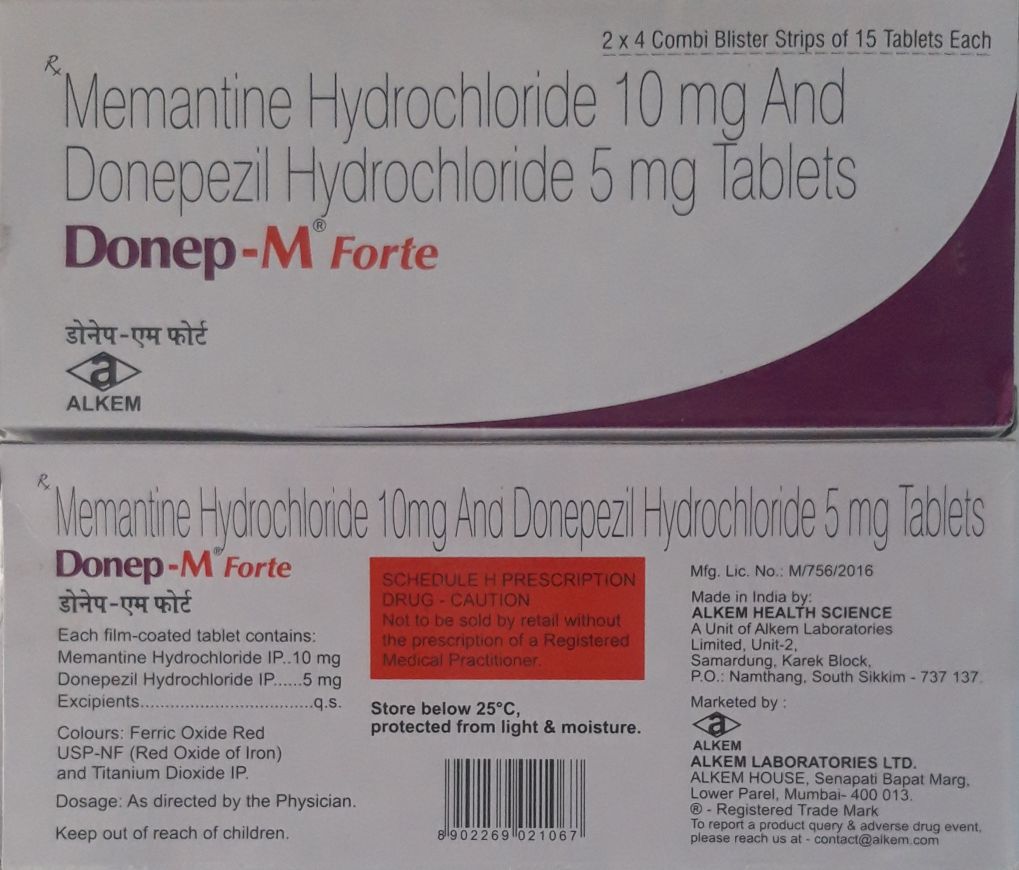 2 x 4 Combi Blister Strips of 15 Tablets Each
Rx
Memantine Hydrochloride 10 mg And
Donepezil Hydrochloride 5 mg Tablets
Donep-M® Forte
डोनेप-एम फोर्ट
a
ALKEM
Rx
Memantine Hydrochloride 10mg And Donepezil Hydrochloride 5 mg Tablets
Donep-M® Forte
डोनेप-एम फोर्ट
Each film-coated tablet contains:
Memantine Hydrochloride IP..10 mg
Donepezil Hydrochloride IP......5 mg
Excipients.....................................q.s.
Colours: Ferric Oxide Red
USP-NF (Red Oxide of Iron)
and Titanium Dioxide IP.
Dosage: As directed by the Physician.
Keep out of reach of children.
SCHEDULE H PRESCRIPTION
DRUG - CAUTION
Not to be sold by retail without
the prescription of a Registered
Medical Practitioner.
Store below 25°C,
protected from light & moisture.
8 902269 021067
Mfg. Lic. No.: M/756/2016
Made in India by:
ALKEM HEALTH SCIENCE
A Unit of Alkem Laboratories
Limited, Unit-2,
Samardung, Karek Block,
P.O.: Namthang, South Sikkim - 737 137.
Marketed by :
a
ALKEM
ALKEM LABORATORIES LTD.
ALKEM HOUSE, Senapati Bapat Marg,
Lower Parel, Mumbai- 400 013.
® - Registered Trade Mark
To report a product query & adverse drug event,
please reach us at - contact@alkem.com